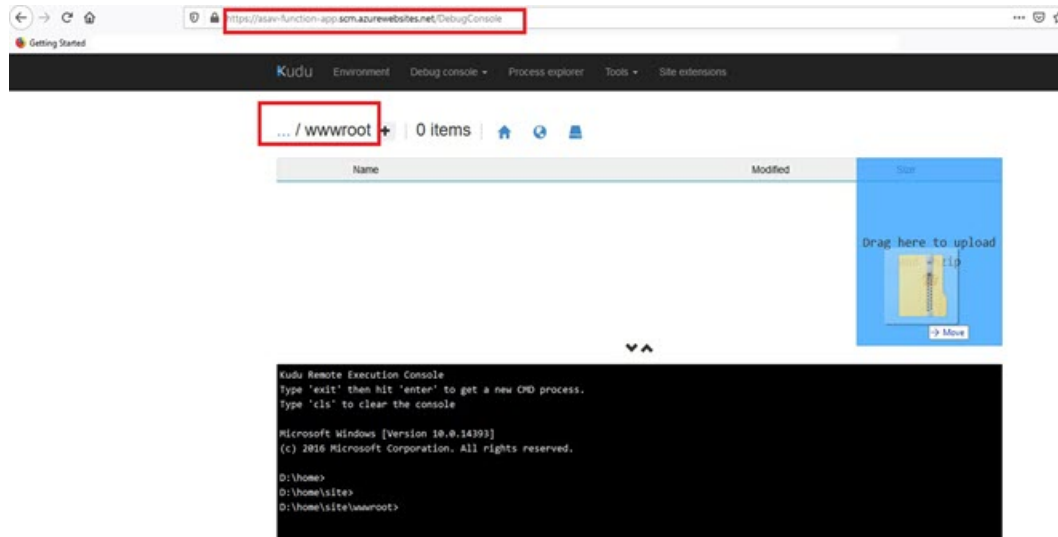 https://asav-function-app.scm.azurewebsites.net/DebugConsole
Getting Started
Kudu Environment Debug console Process explorer Tools Site extensions
... / wwwroot + 0 items
Name Modified Size
Drag here to upload
zip
Move
Kudu Remote Execution Console
Type 'exit' then hit 'enter' to get a new CMD process.
Type 'cls' to clear the console
Microsoft Windows [Version 10.0.14393]
(c) 2016 Microsoft Corporation. All rights reserved.
D:\home>
D:\home\site>
D:\home\site\wwwroot>